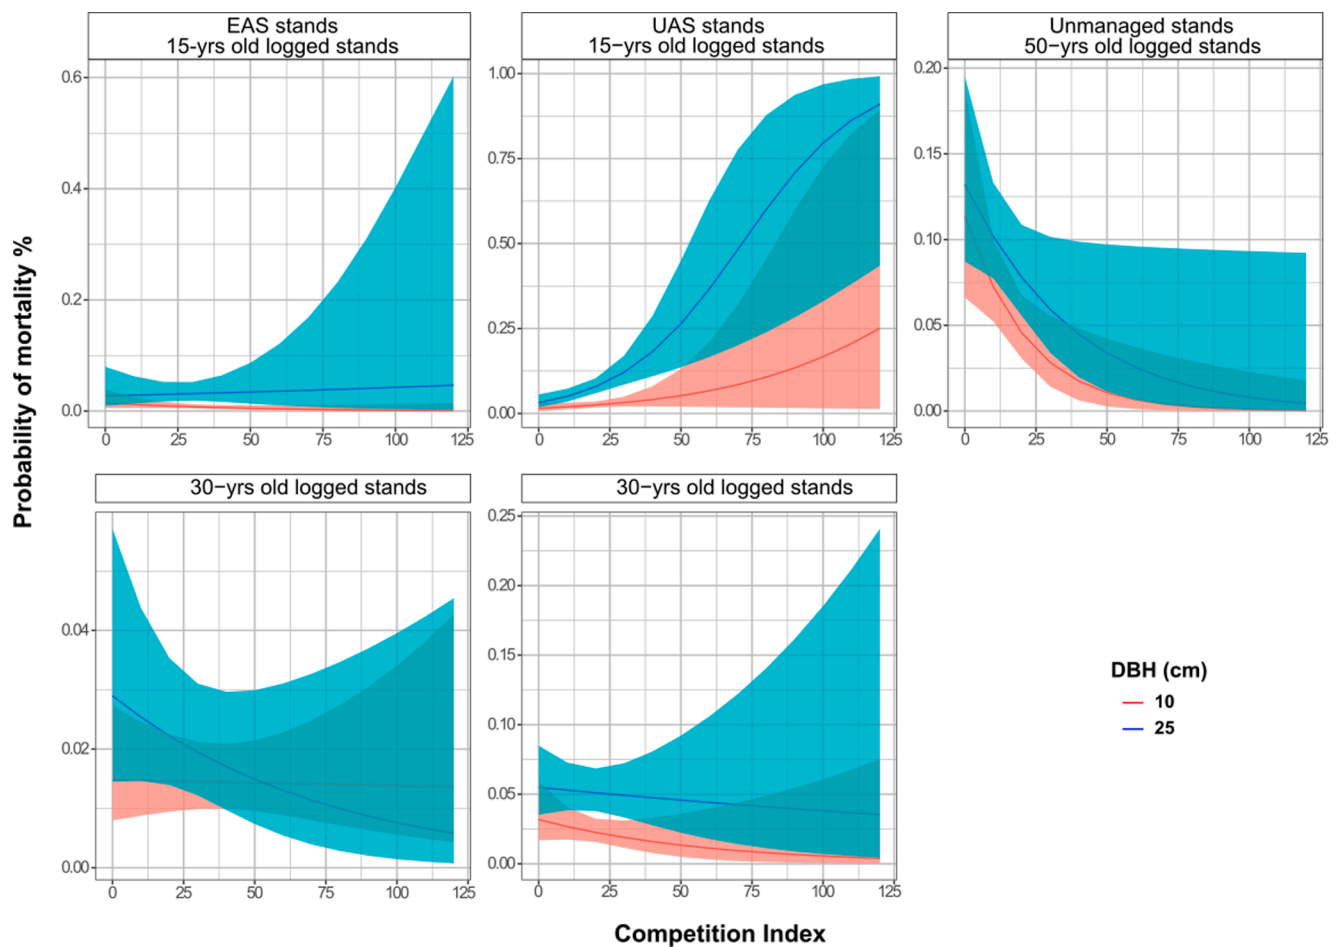 EAS stands
15-yrs old logged stands
UAS stands
15−yrs old logged stands
Unmanaged stands
50−yrs old logged stands
Probability of mortality %
0.6
0.4
0.2
0.0
0 25 50 75 100 125
1.00
0.75
0.50
0.25
0.00
0 25 50 75 100 125
0.20
0.15
0.10
0.05
0.00
0 25 50 75 100 125
30−yrs old logged stands
0.04
0.02
0.00
0 25 50 75 100 125
30−yrs old logged stands
0.25
0.20
0.15
0.10
0.05
0.00
0 25 50 75 100 125
DBH (cm)
10
25
Competition Index